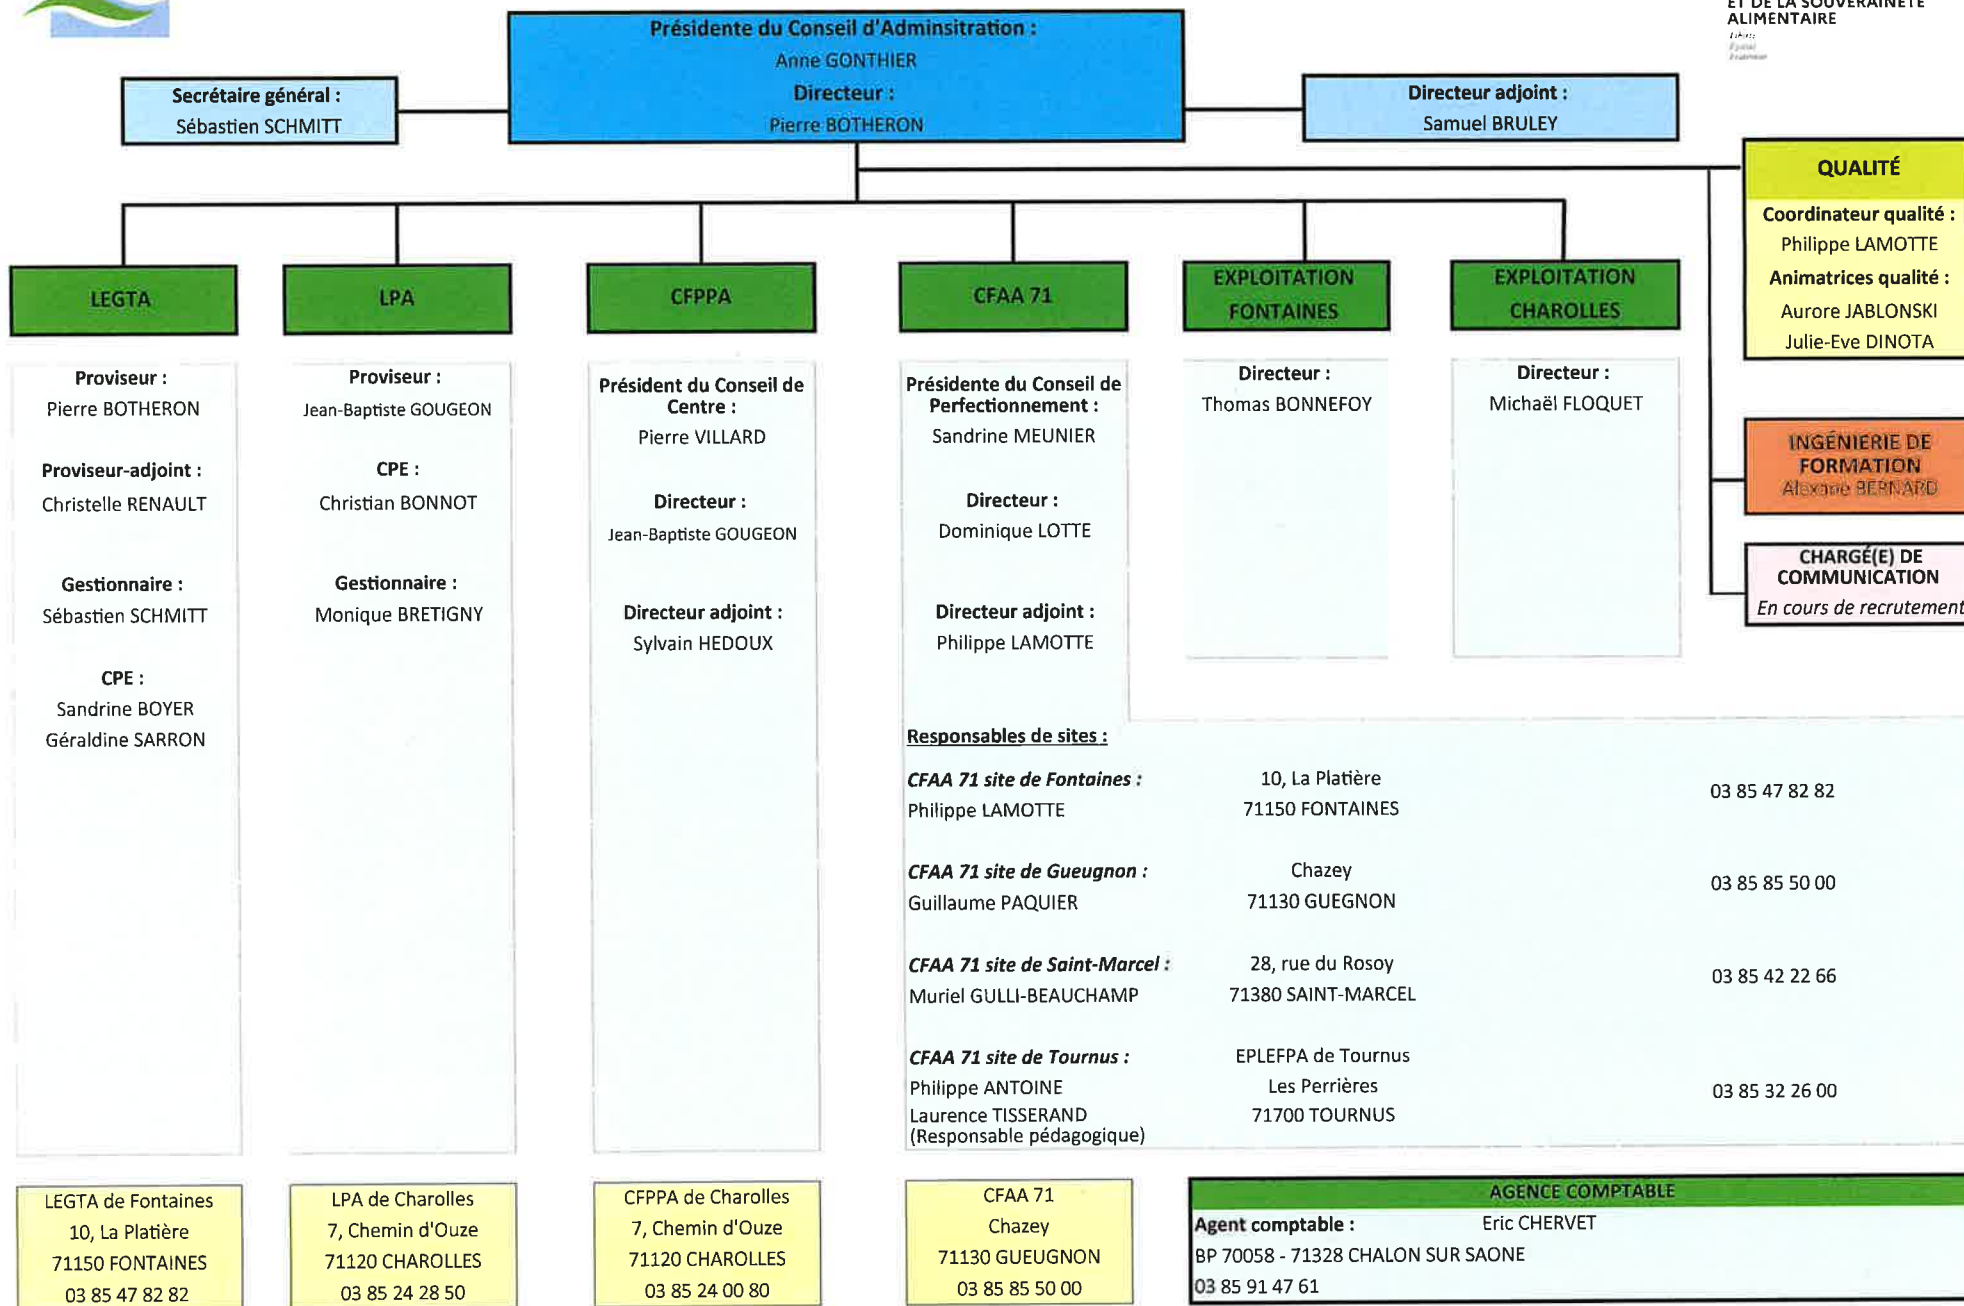 ET DE LA SOUVERAINETÉ
ALIMENTAIRE
Présidente du Conseil d'Adminsitration :
Anne GONTHIER
Directeur :
Pierre BOTHERON
Secrétaire général :
Sébastien SCHMITT
Directeur adjoint :
Samuel BRULEY
QUALITÉ
Coordinateur qualité :
Philippe LAMOTTE
Animatrices qualité :
Aurore JABLONSKI
Julie-Eve DINOTA
INGÉNIERIE DE
FORMATION
Alexane BERNARD
CHARGÉ(E) DE
COMMUNICATION
En cours de recrutement
LEGTA
Proviseur :
Pierre BOTHERON
Proviseur-adjoint :
Christelle RENAULT
Gestionnaire :
Sébastien SCHMITT
CPE :
Sandrine BOYER
Géraldine SARRON
LPA
Proviseur :
Jean-Baptiste GOUGEON
CPE :
Christian BONNOT
Gestionnaire :
Monique BRETIGNY
CFPPA
Président du Conseil de
Centre :
Pierre VILLARD
Directeur :
Jean-Baptiste GOUGEON
Directeur adjoint :
Sylvain HEDOUX
CFAA 71
Présidente du Conseil de
Perfectionnement :
Sandrine MEUNIER
Directeur :
Dominique LOTTE
Directeur adjoint :
Philippe LAMOTTE
EXPLOITATION
FONTAINES
Directeur :
Thomas BONNEFOY
EXPLOITATION
CHAROLLES
Directeur :
Michaël FLOQUET
Responsables de sites :
CFAA 71 site de Fontaines :
Philippe LAMOTTE
10, La Platière
71150 FONTAINES
03 85 47 82 82
CFAA 71 site de Gueugnon :
Guillaume PAQUIER
Chazey
71130 GUEGNON
03 85 85 50 00
CFAA 71 site de Saint-Marcel :
Muriel GULLI-BEAUCHAMP
28, rue du Rosoy
71380 SAINT-MARCEL
03 85 42 22 66
CFAA 71 site de Tournus :
Philippe ANTOINE
Laurence TISSERAND
(Responsable pédagogique)
EPLEFPA de Tournus
Les Perrières
71700 TOURNUS
03 85 32 26 00
LEGTA de Fontaines
10, La Platière
71150 FONTAINES
03 85 47 82 82
LPA de Charolles
7, Chemin d'Ouze
71120 CHAROLLES
03 85 24 28 50
CFPPA de Charolles
7, Chemin d'Ouze
71120 CHAROLLES
03 85 24 00 80
CFAA 71
Chazey
71130 GUEUGNON
03 85 85 50 00
AGENCE COMPTABLE
Agent comptable : Eric CHERVET
BP 70058 - 71328 CHALON SUR SAONE
03 85 91 47 61